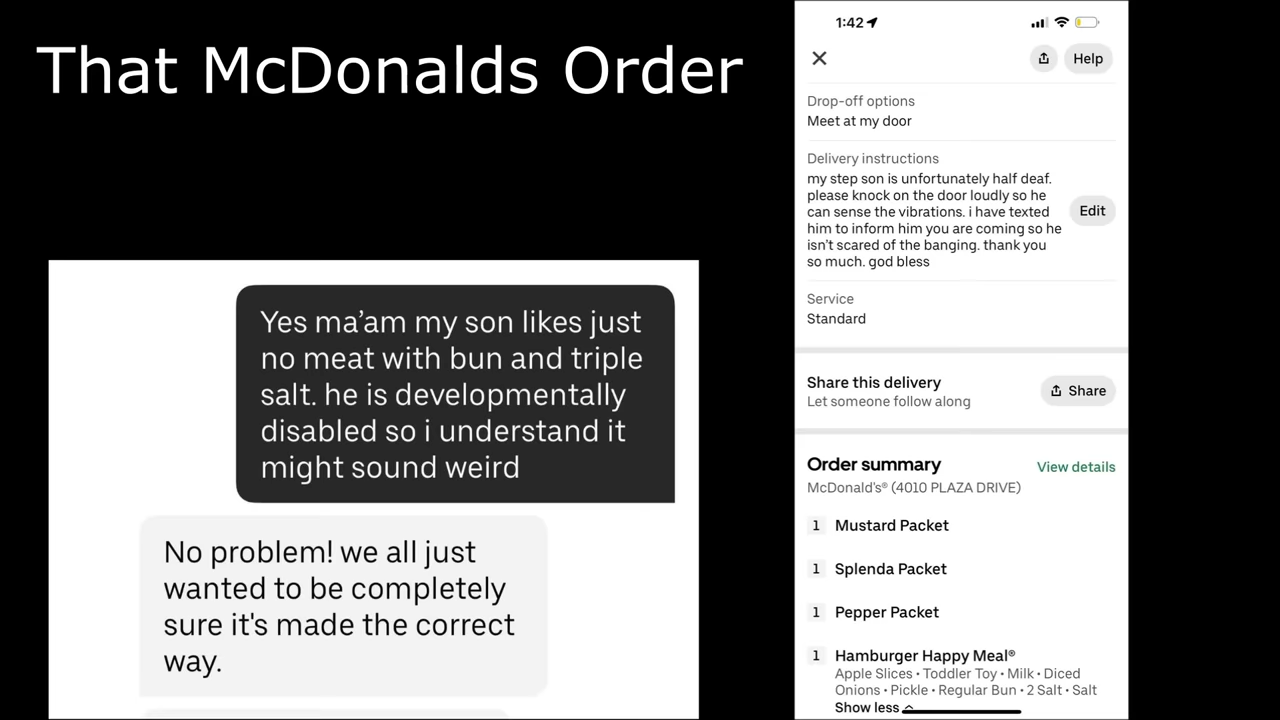 That McDonalds Order
Yes ma’am my son likes just
no meat with bun and triple
salt. he is developmentally
disabled so i understand it
might sound weird
No problem! we all just
wanted to be completely
sure it's made the correct
way.
1:42
Help
Drop-off options
Meet at my door
Delivery instructions
my step son is unfortunately half deaf.
please knock on the door loudly so he
can sense the vibrations. i have texted
him to inform him you are coming so he
isn't scared of the banging. thank you
so much. god bless
Edit
Service
Standard
Share this delivery
Let someone follow along
Share
Order summary
View details
McDonald's® (4010 PLAZA DRIVE)
1 Mustard Packet
1 Splenda Packet
1 Pepper Packet
1 Hamburger Happy Meal®
Apple Slices • Toddler Toy • Milk • Diced
Onions • Pickle • Regular Bun • 2 Salt • Salt
Show less